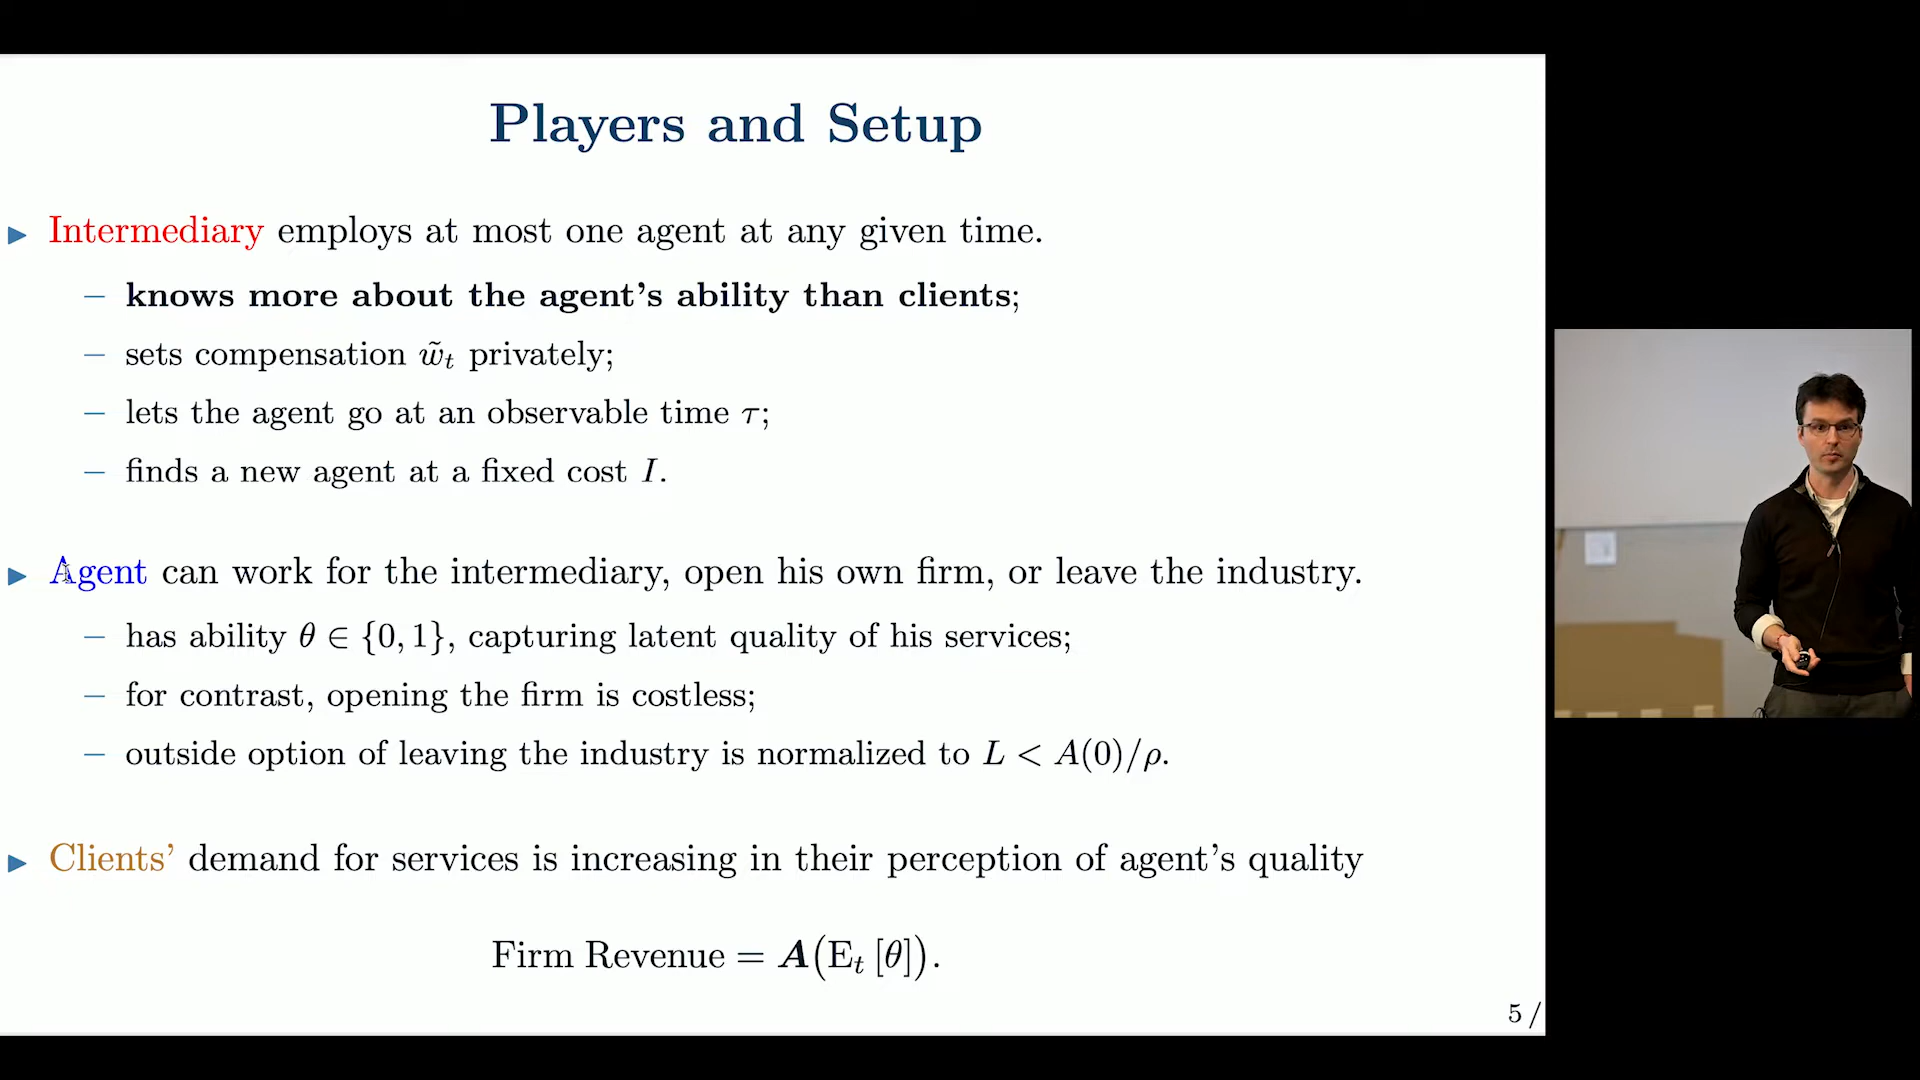 Players and Setup
▶ Intermediary employs at most one agent at any given time.
– knows more about the agent's ability than clients;
– sets compensation w̃ₜ privately;
– lets the agent go at an observable time τ;
– finds a new agent at a fixed cost I.
▶ Agent can work for the intermediary, open his own firm, or leave the industry.
– has ability θ ∈ {0, 1}, capturing latent quality of his services;
– for contrast, opening the firm is costless;
– outside option of leaving the industry is normalized to L < A(0)/ρ.
▶ Clients' demand for services is increasing in their perception of agent's quality
Firm Revenue = A(Eₜ [θ]).
5 /